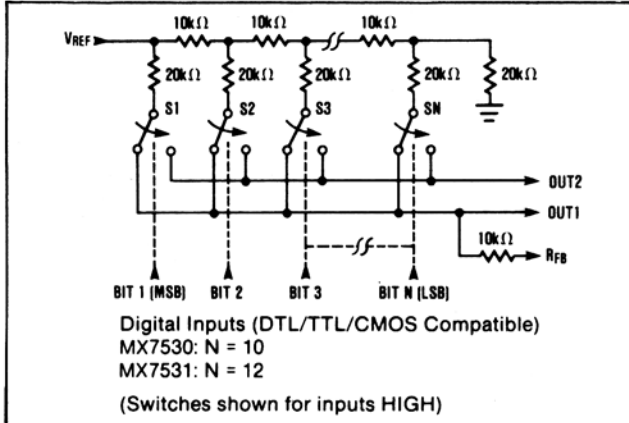 10kΩ 10kΩ 10kΩ
VREF
20kΩ 20kΩ 20kΩ 20kΩ 20kΩ
S1 S2 S3 SN
OUT2
OUT1
10kΩ
RFB
BIT 1 (MSB) BIT 2 BIT 3 BIT N (LSB)
Digital Inputs (DTL/TTL/CMOS Compatible)
MX7530: N = 10
MX7531: N = 12
(Switches shown for inputs HIGH)